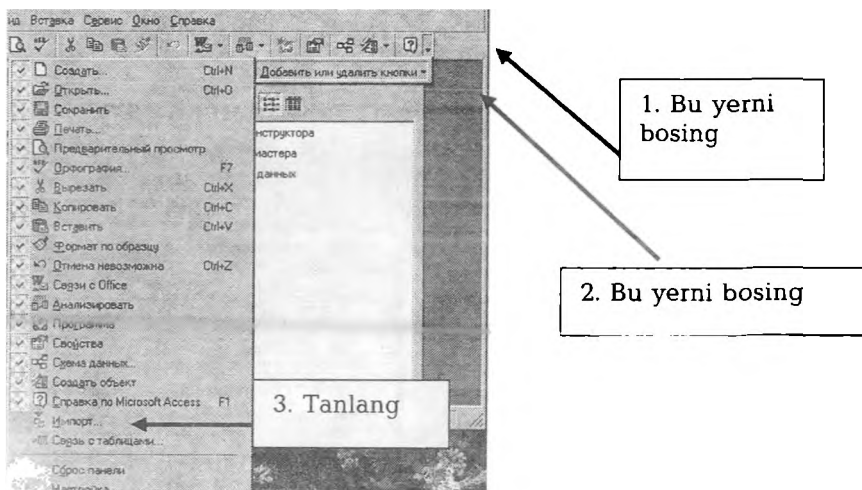 ид Вставка Сервис Окно Справка
Создать... Ctrl+N
Добавить или удалить кнопки
Открыть... Ctrl+O
Сохранить
Печать...
Предварительный просмотр
Орфография... F7
Вырезать Ctrl+X
Копировать Ctrl+C
Вставить Ctrl+V
Формат по образцу
Отмена невозможна Ctrl+Z
Связи с Office
Анализировать
Программа
Свойства
Схема данных...
Создать объект
Справка по Microsoft Access F1
Импорт...
Связь с таблицами...
Сброс панели
Настройка
нструктора
мастера
данных
1. Bu yerni
bosing
2. Bu yerni bosing
3. Tanlang